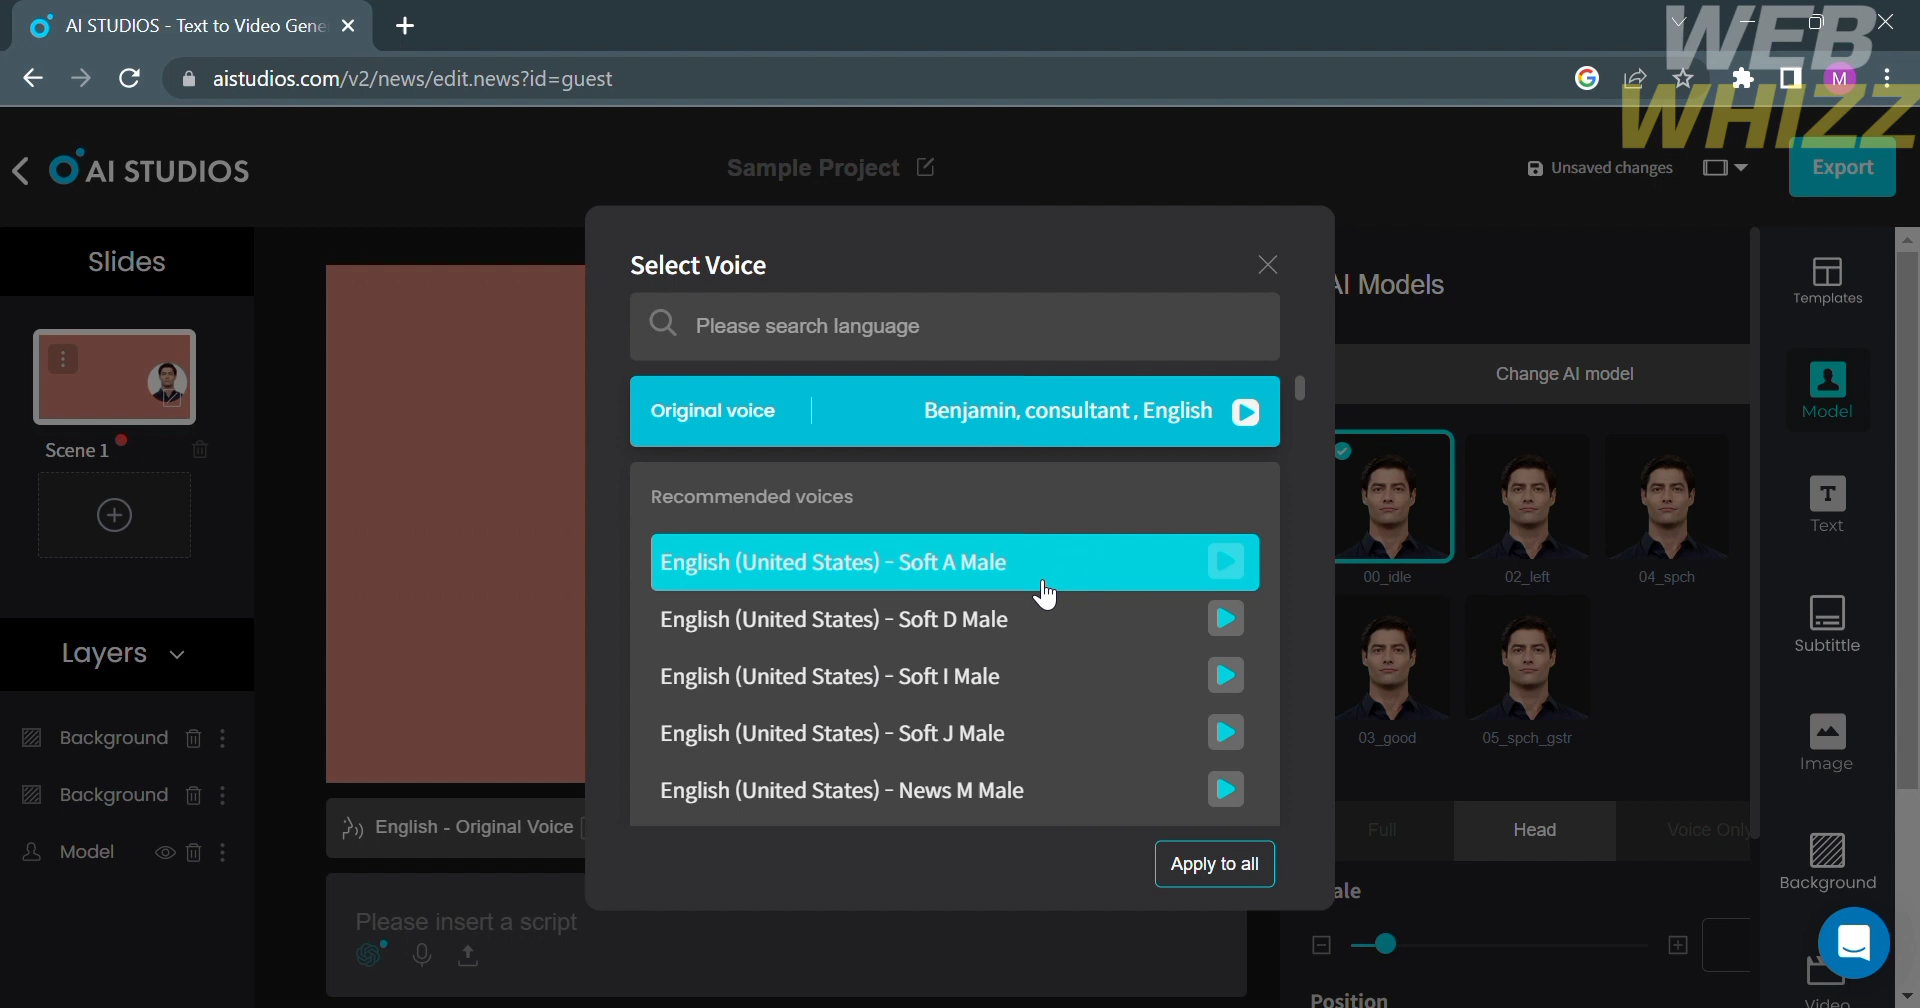 AI STUDIOS - Text to Video Gene
aistudios.com/v2/news/edit.news?id=guest
M
WEB
WHIZZ
AI STUDIOS
Sample Project
Unsaved changes
Export
Slides
Scene 1
Layers
Background
Background
Model
Select Voice
Please search language
Original voice
Benjamin, consultant , English
Recommended voices
English (United States) - Soft A Male
English (United States) - Soft D Male
English (United States) - Soft I Male
English (United States) - Soft J Male
English (United States) - News M Male
Apply to all
English - Original Voice
Please insert a script
AI Models
Change AI model
00_idle
02_left
04_spch
03_good
05_spch_gstr
Full
Head
Voice Only
ale
Position
Templates
Model
T
Text
Subtittle
Image
Background
Video